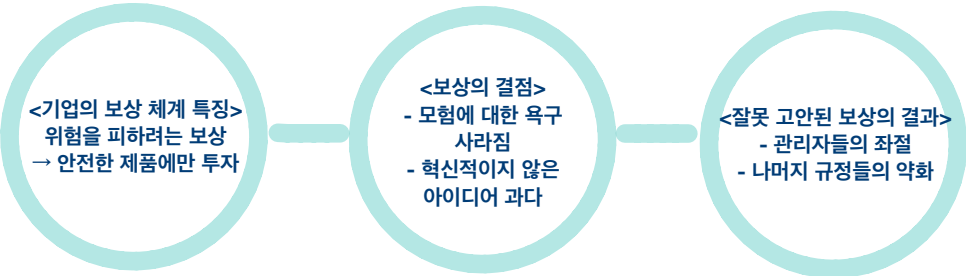 <기업의 보상 체계 특징>
위험을 피하려는 보상
→ 안전한 제품에만 투자
<보상의 결점>
- 모험에 대한 욕구
사라짐
- 혁신적이지 않은
아이디어 과다
<잘못 고안된 보상의 결과>
- 관리자들의 좌절
- 나머지 규정들의 약화